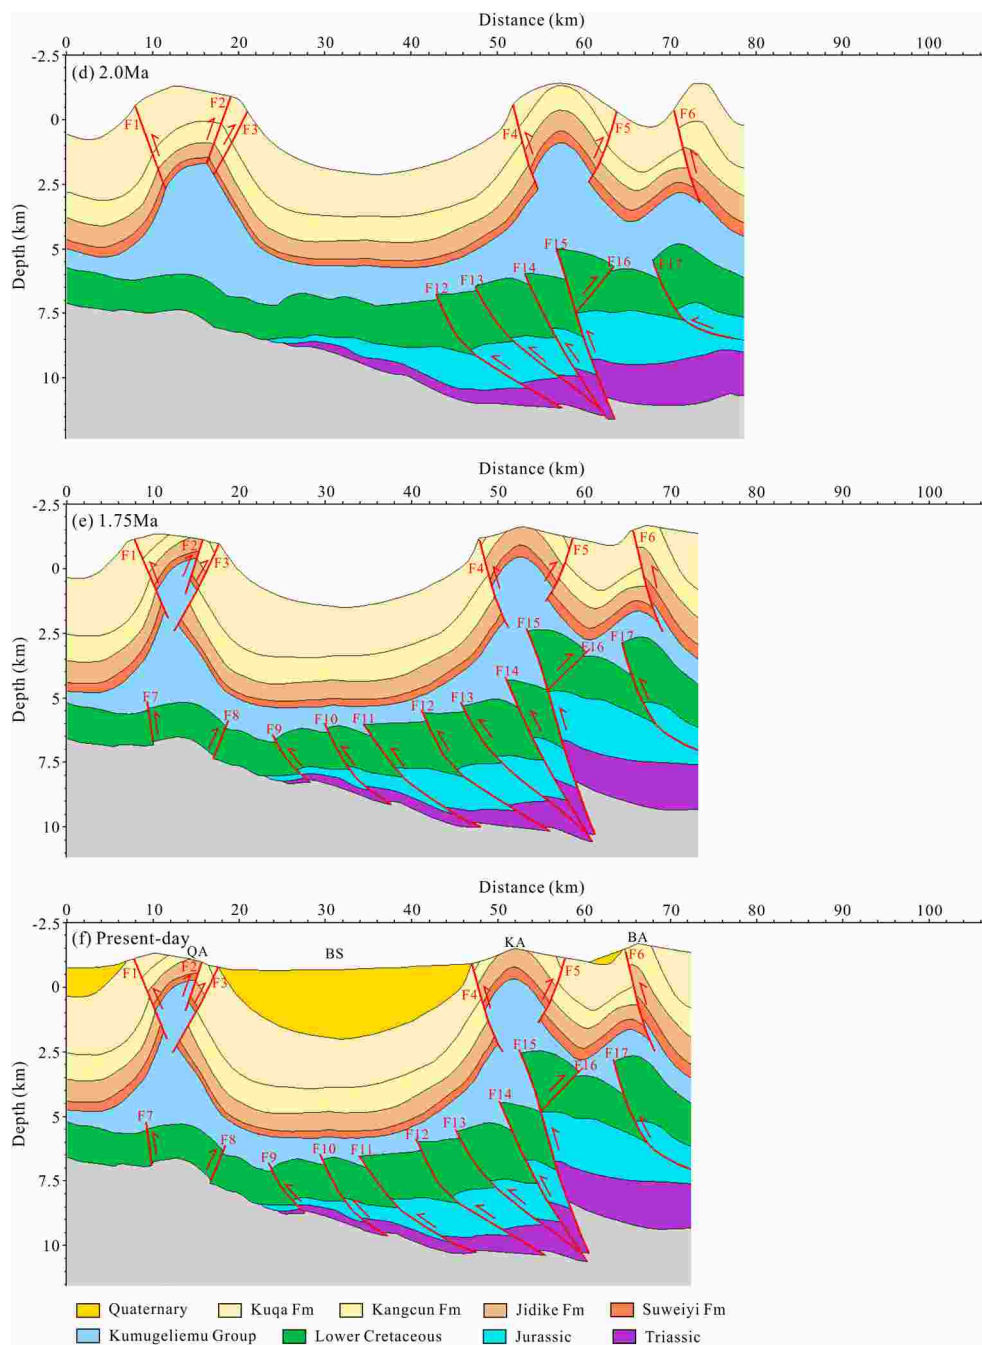 Distance (km)
0 10 20 30 40 50 60 70 80 90 100
-2.5
(d) 2.0Ma
F1 F2 F3 F4 F5 F6
0
2.5
5
7.5
10
Depth (km)
F12 F13 F14 F15 F16 F17
Distance (km)
0 10 20 30 40 50 60 70 80 90 100
-2.5
(e) 1.75Ma
F1 F2 F3 F4 F5 F6
0
2.5
5
7.5
10
Depth (km)
F7 F8 F9 F10 F11 F12 F13 F14 F15 F16 F17
Distance (km)
0 10 20 30 40 50 60 70 80 90 100
-2.5
(f) Present-day
QA BS KA BA
F1 F2 F3 F4 F5 F6
0
2.5
5
7.5
10
Depth (km)
F7 F8 F9 F10 F11 F12 F13 F14 F15 F16 F17
Quaternary Kuqa Fm Kangcun Fm Jidike Fm Suweiyi Fm
Kumugeliemu Group Lower Cretaceous Jurassic Triassic